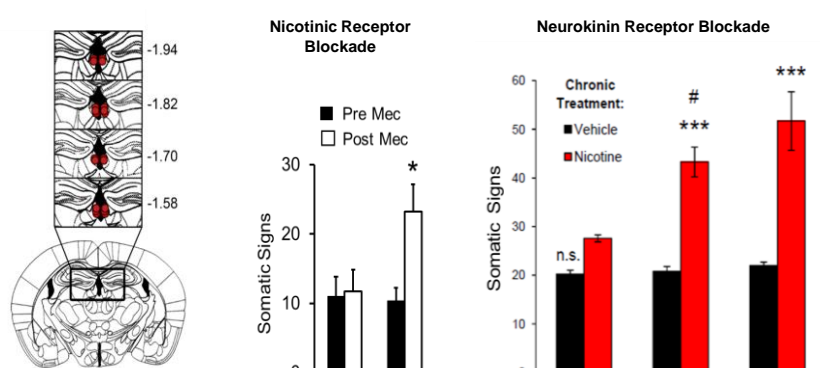 -1.94
-1.82
-1.70
-1.58
Nicotinic Receptor
Blockade
Pre Mec
Post Mec
30
20
10
Somatic Signs
*
Neurokinin Receptor Blockade
60
50
40
30
20
10
Somatic Signs
Chronic
Treatment:
Vehicle
Nicotine
n.s.
#
***
***